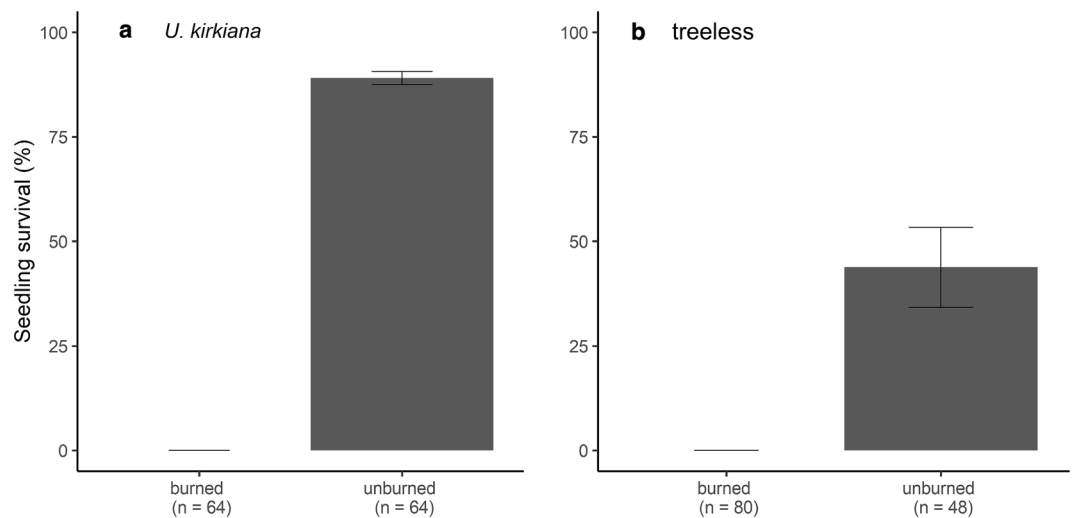 a U. kirkiana
b treeless
Seedling survival (%)
100
75
50
25
0
100
75
50
25
0
burned
(n = 64)
unburned
(n = 64)
burned
(n = 80)
unburned
(n = 48)